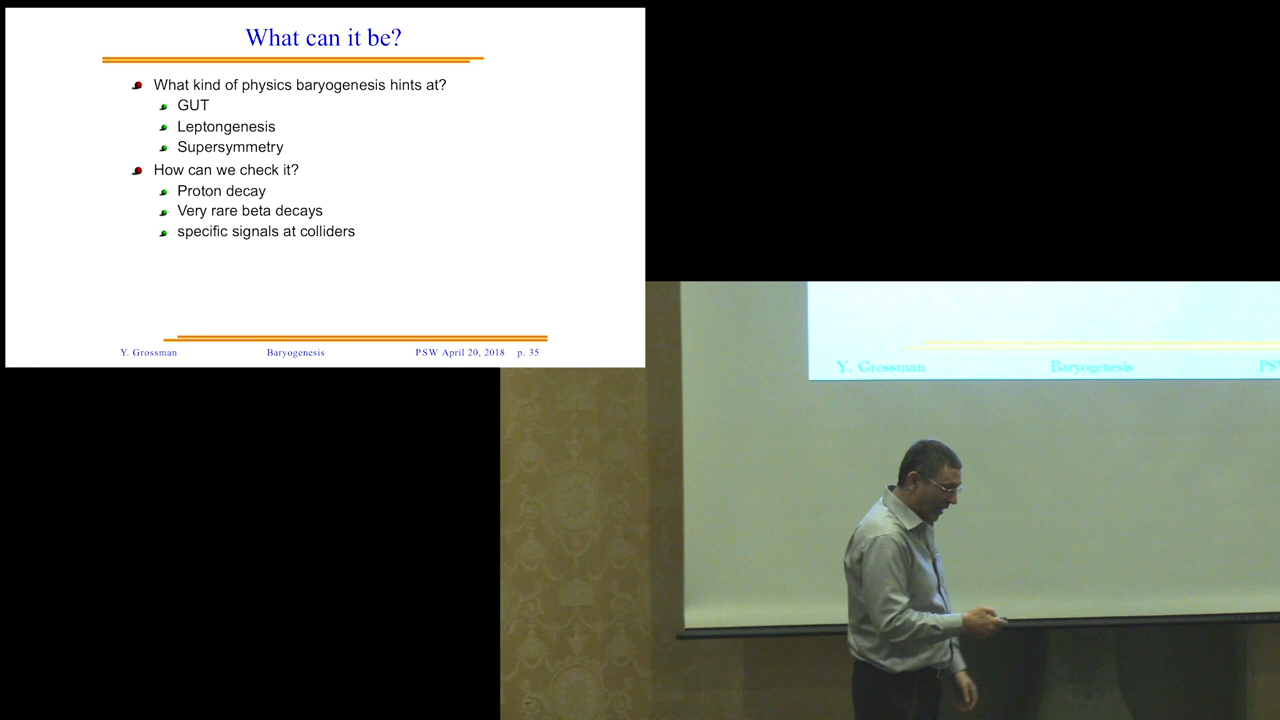 What can it be?
What kind of physics baryogenesis hints at?
GUT
Leptongenesis
Supersymmetry
How can we check it?
Proton decay
Very rare beta decays
specific signals at colliders
Y. Grossman Baryogenesis PSW April 20, 2018 p. 35
Y. Grossman Baryogenesis PSW